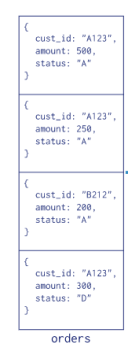 {
cust_id: "A123",
amount: 500,
status: "A"
}
{
cust_id: "A123",
amount: 250,
status: "A"
}
{
cust_id: "B212",
amount: 200,
status: "A"
}
{
cust_id: "A123",
amount: 300,
status: "D"
}
orders